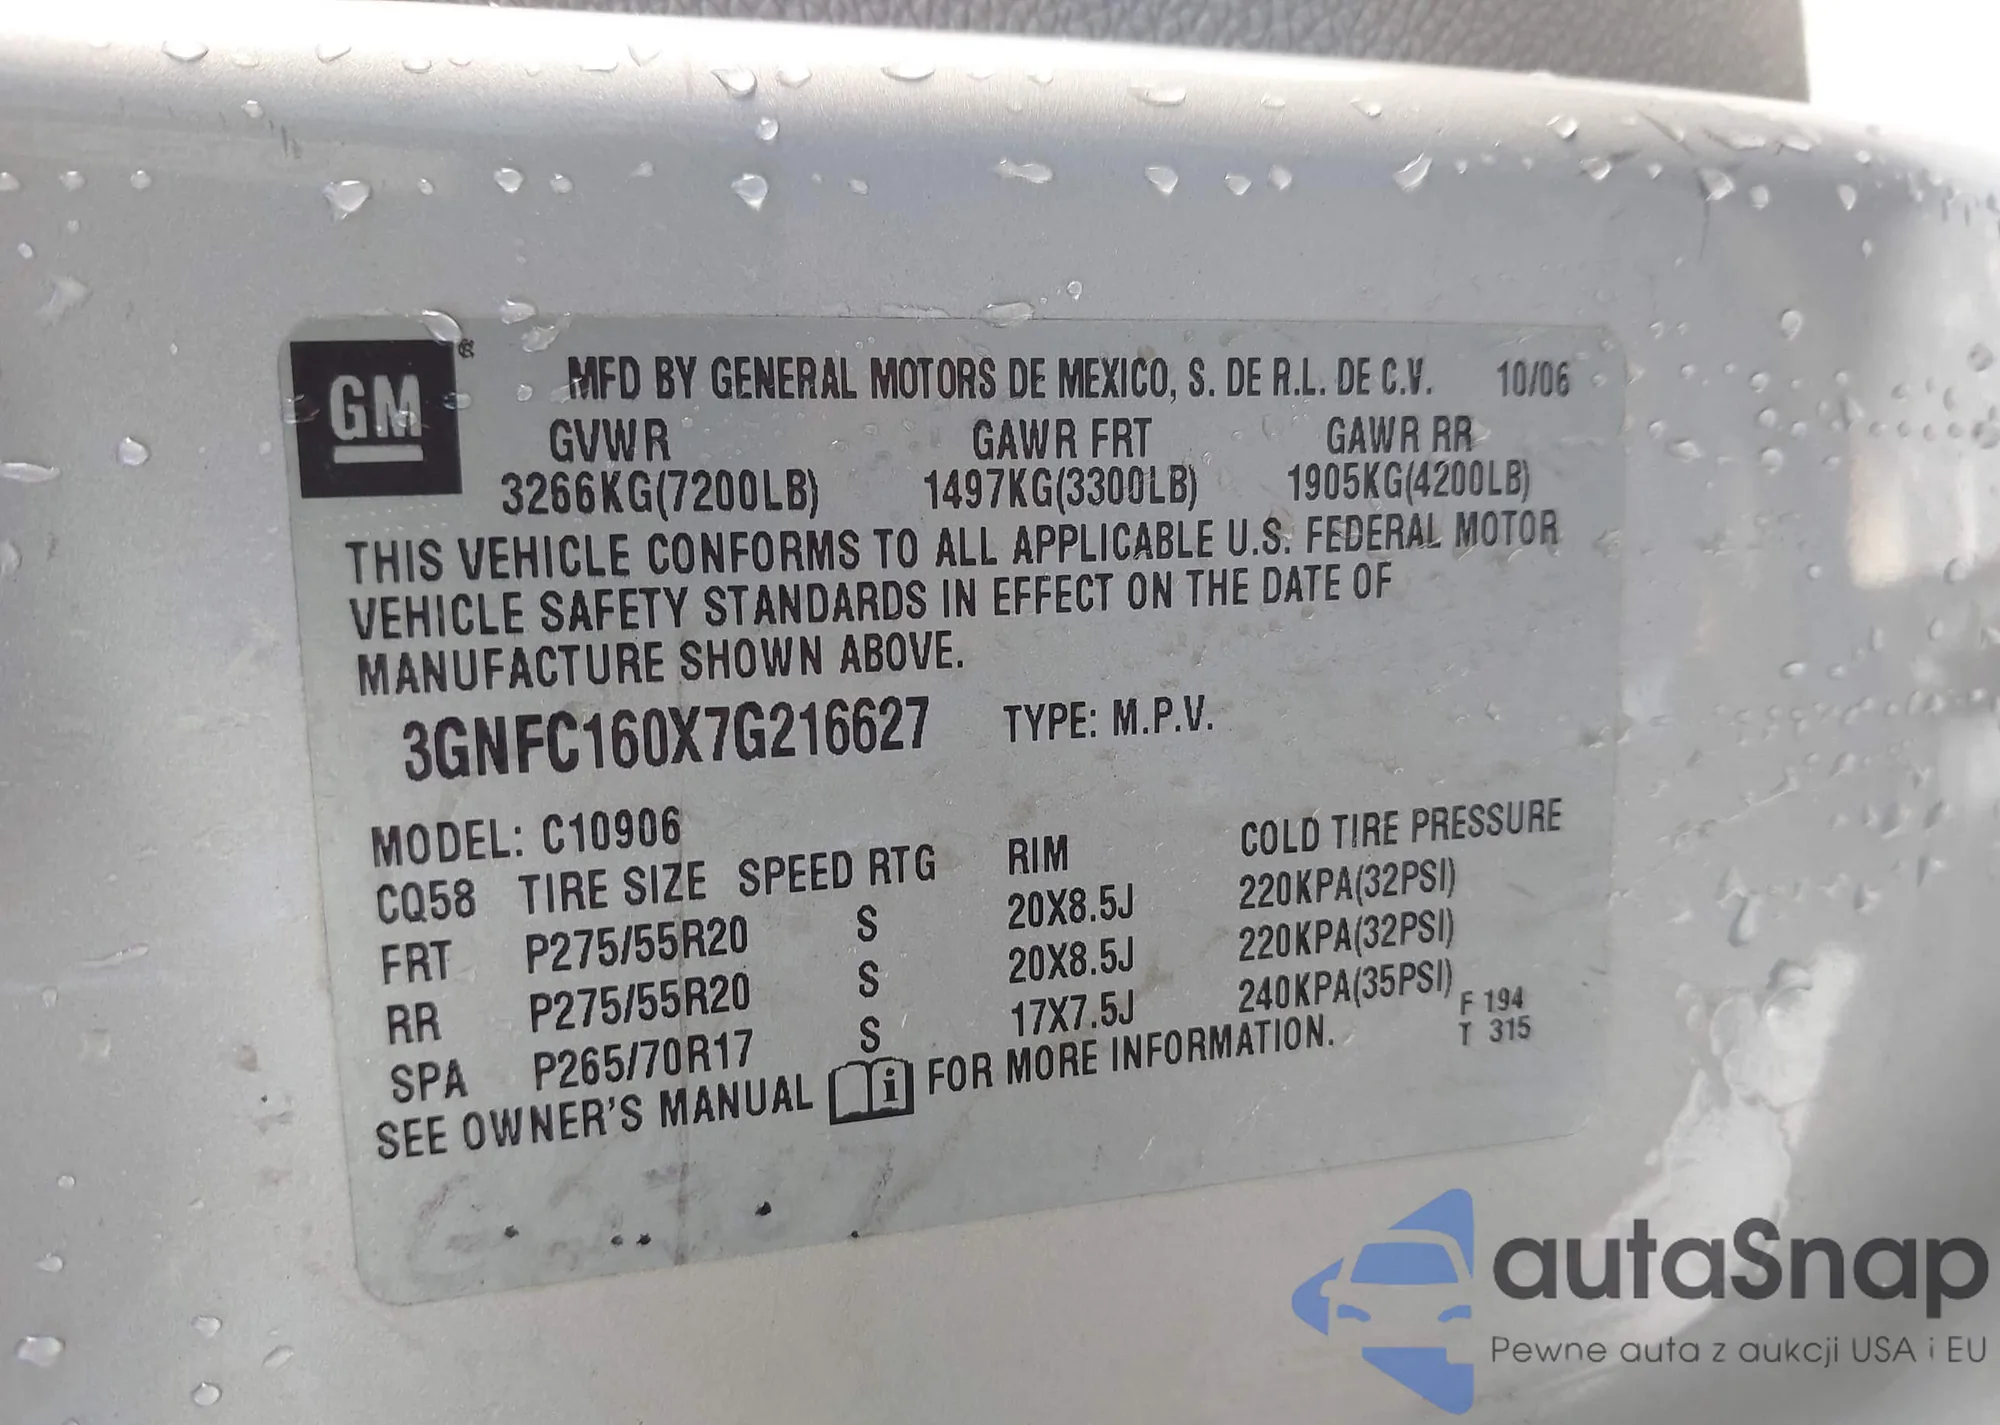 GM
MFD BY GENERAL MOTORS DE MEXICO, S. DE R.L. DE C.V. 10/06
GVWR GAWR FRT GAWR RR
3266KG(7200LB) 1497KG(3300LB) 1905KG(4200LB)
THIS VEHICLE CONFORMS TO ALL APPLICABLE U.S. FEDERAL MOTOR
VEHICLE SAFETY STANDARDS IN EFFECT ON THE DATE OF
MANUFACTURE SHOWN ABOVE.
3GNFC160X7G216627 TYPE: M.P.V.
MODEL: C10906
CQ58 TIRE SIZE SPEED RTG RIM COLD TIRE PRESSURE
FRT P275/55R20 S 20X8.5J 220KPA(32PSI)
RR P275/55R20 S 20X8.5J 220KPA(32PSI)
SPA P265/70R17 S 17X7.5J 240KPA(35PSI)
SEE OWNER'S MANUAL i FOR MORE INFORMATION.
F 194
T 315
autaSnap
Pewne auta z aukcji USA i EU